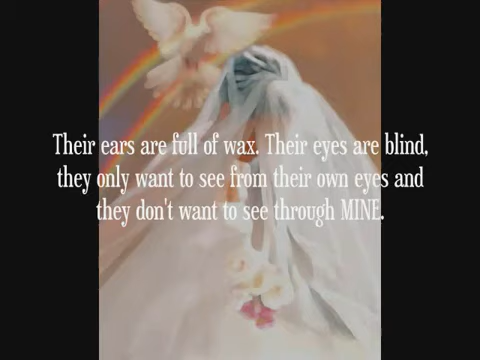 Their ears are full of wax. Their eyes are blind,
they only want to see from their own eyes and
they don't want to see through MINE.